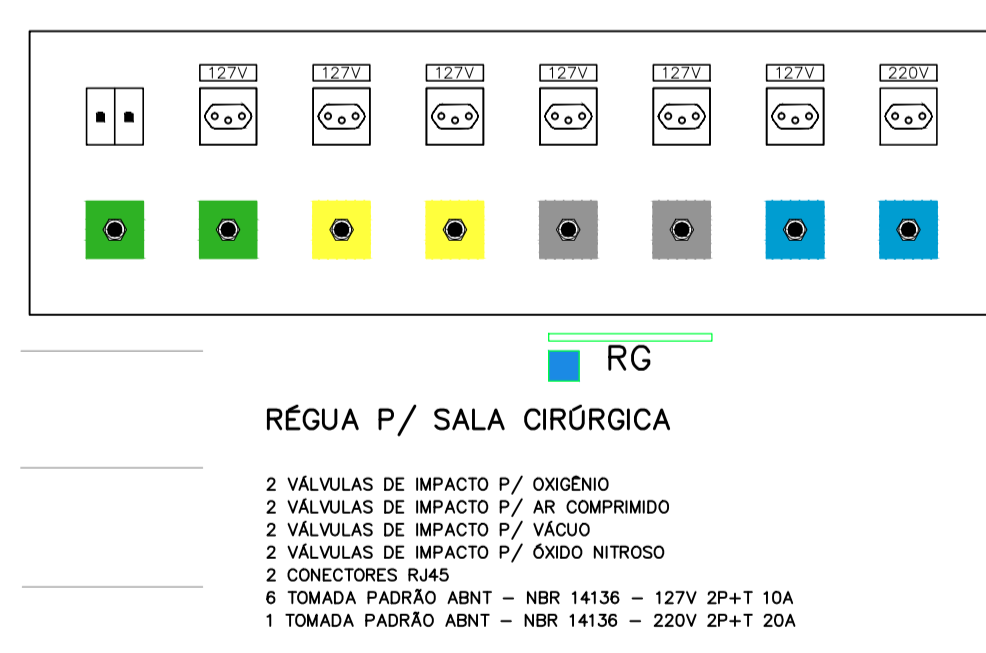 127V 127V 127V 127V 127V 127V 220V
RG
RÉGUA P/ SALA CIRÚRGICA
2 VÁLVULAS DE IMPACTO P/ OXIGÊNIO
2 VÁLVULAS DE IMPACTO P/ AR COMPRIMIDO
2 VÁLVULAS DE IMPACTO P/ VÁCUO
2 VÁLVULAS DE IMPACTO P/ ÓXIDO NITROSO
2 CONECTORES RJ45
6 TOMADA PADRÃO ABNT – NBR 14136 – 127V 2P+T 10A
1 TOMADA PADRÃO ABNT – NBR 14136 – 220V 2P+T 20A